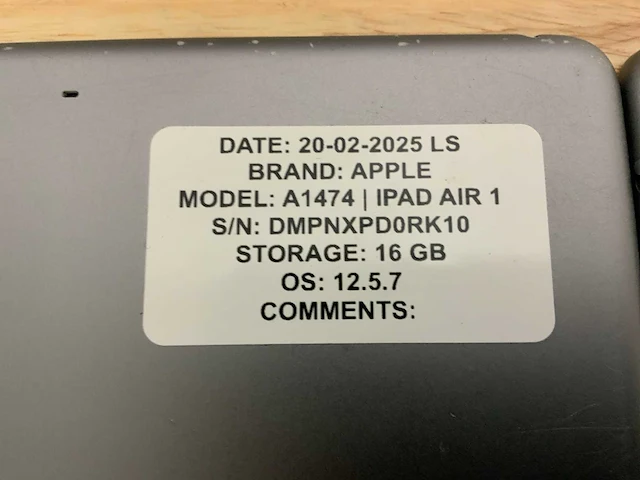 DATE: 20-02-2025 LS
BRAND: APPLE
MODEL: A1474 | IPAD AIR 1
S/N: DMPNXPD0RK10
STORAGE: 16 GB
OS: 12.5.7
COMMENTS: